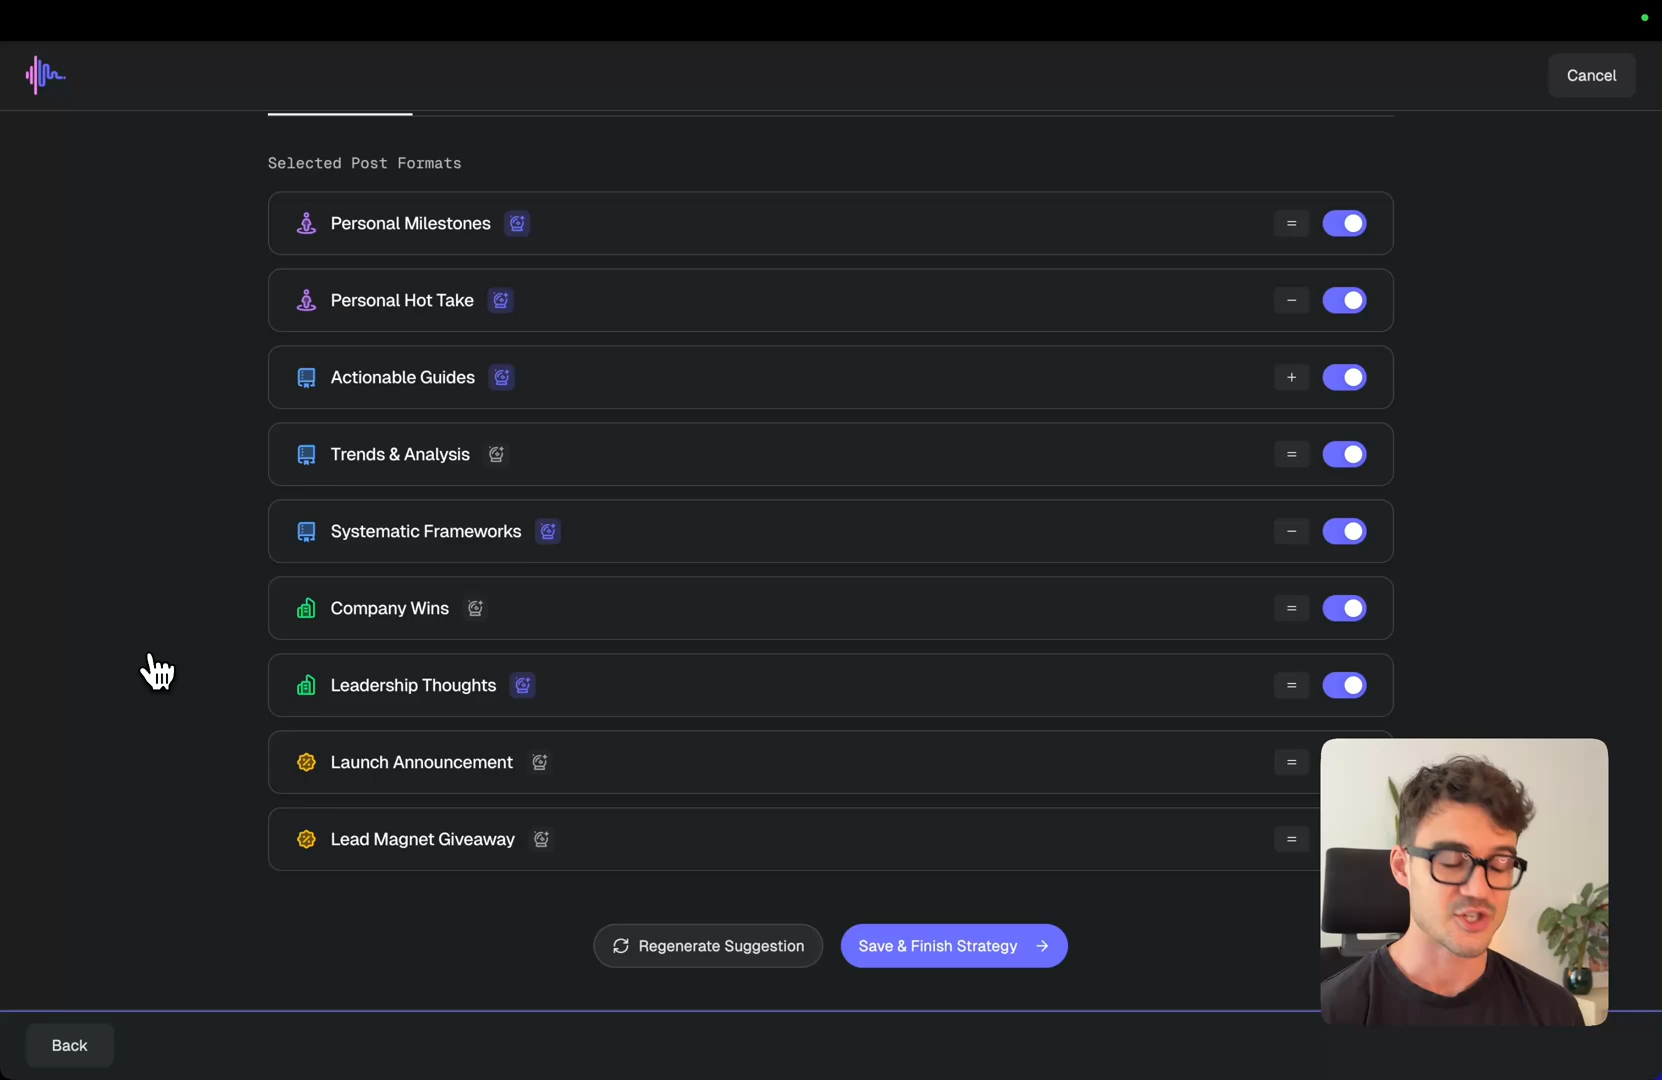 Cancel
Selected Post Formats
Personal Milestones =
Personal Hot Take −
Actionable Guides +
Trends & Analysis =
Systematic Frameworks −
Company Wins =
Leadership Thoughts =
Launch Announcement =
Lead Magnet Giveaway =
Regenerate Suggestion Save & Finish Strategy →
Back